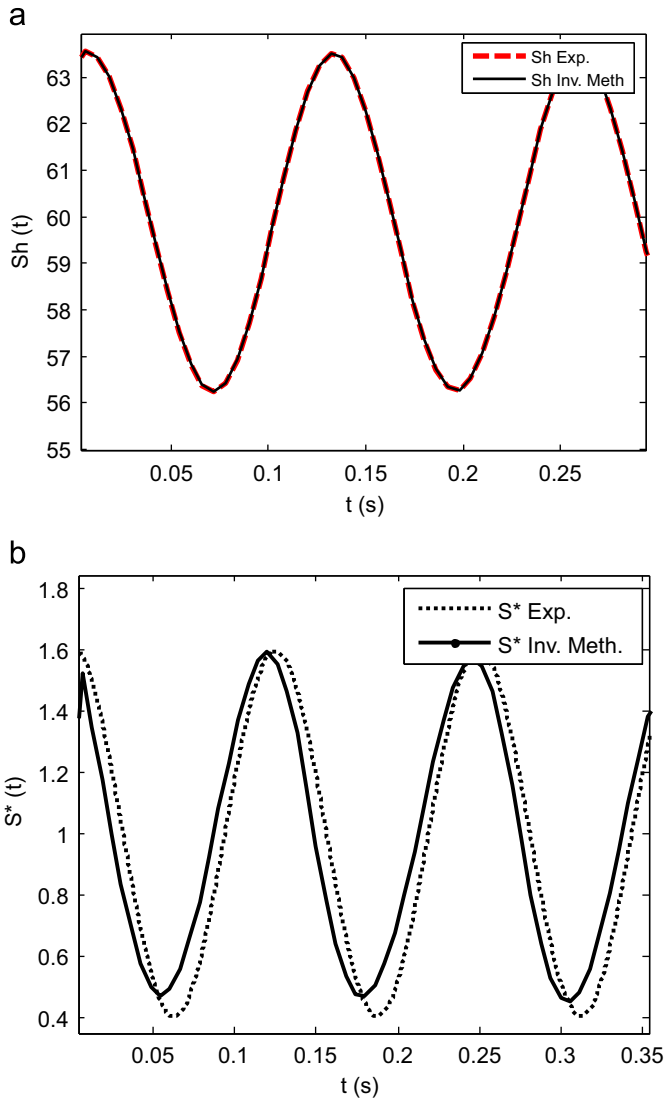 a
63
62
61
60
59
58
57
56
55
Sh (t)
Sh Exp.
Sh Inv. Meth
0.05 0.1 0.15 0.2 0.25
t (s)
b
1.8
1.6
1.4
1.2
1
0.8
0.6
0.4
S* (t)
S* Exp.
S* Inv. Meth.
0.05 0.1 0.15 0.2 0.25 0.3 0.35
t (s)